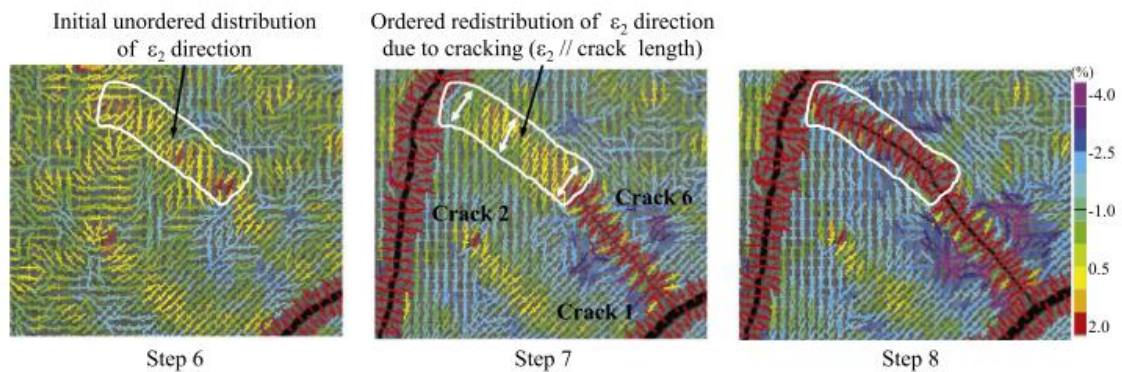 Initial unordered distribution
of ε₂ direction
Ordered redistribution of ε₂ direction
due to cracking (ε₂ // crack length)
(%)
-4.0
-2.5
-1.0
0.5
2.0
Crack 2
Crack 6
Crack 1
Step 6
Step 7
Step 8